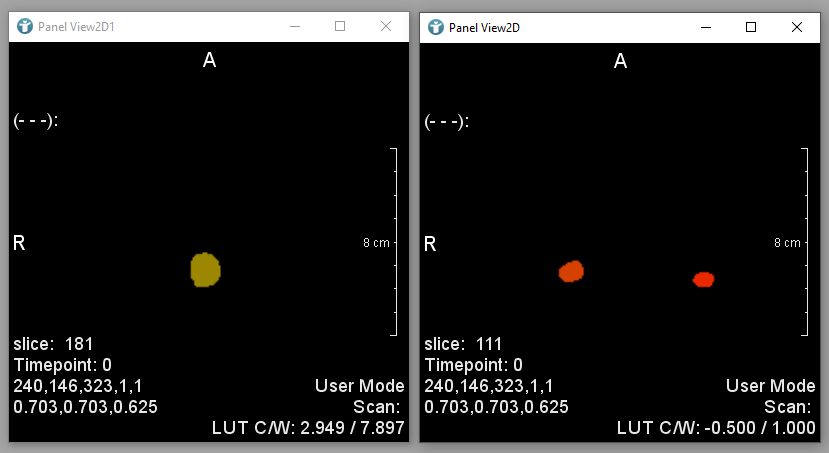 Panel View2D1
A
(- - -):
8 cm
R
slice: 181
Timepoint: 0
240,146,323,1,1
User Mode
0.703,0.703,0.625
Scan:
LUT C/W: 2.949 / 7.897
Panel View2D
A
(- - -):
8 cm
R
slice: 111
Timepoint: 0
240,146,323,1,1
User Mode
0.703,0.703,0.625
Scan:
LUT C/W: -0.500 / 1.000